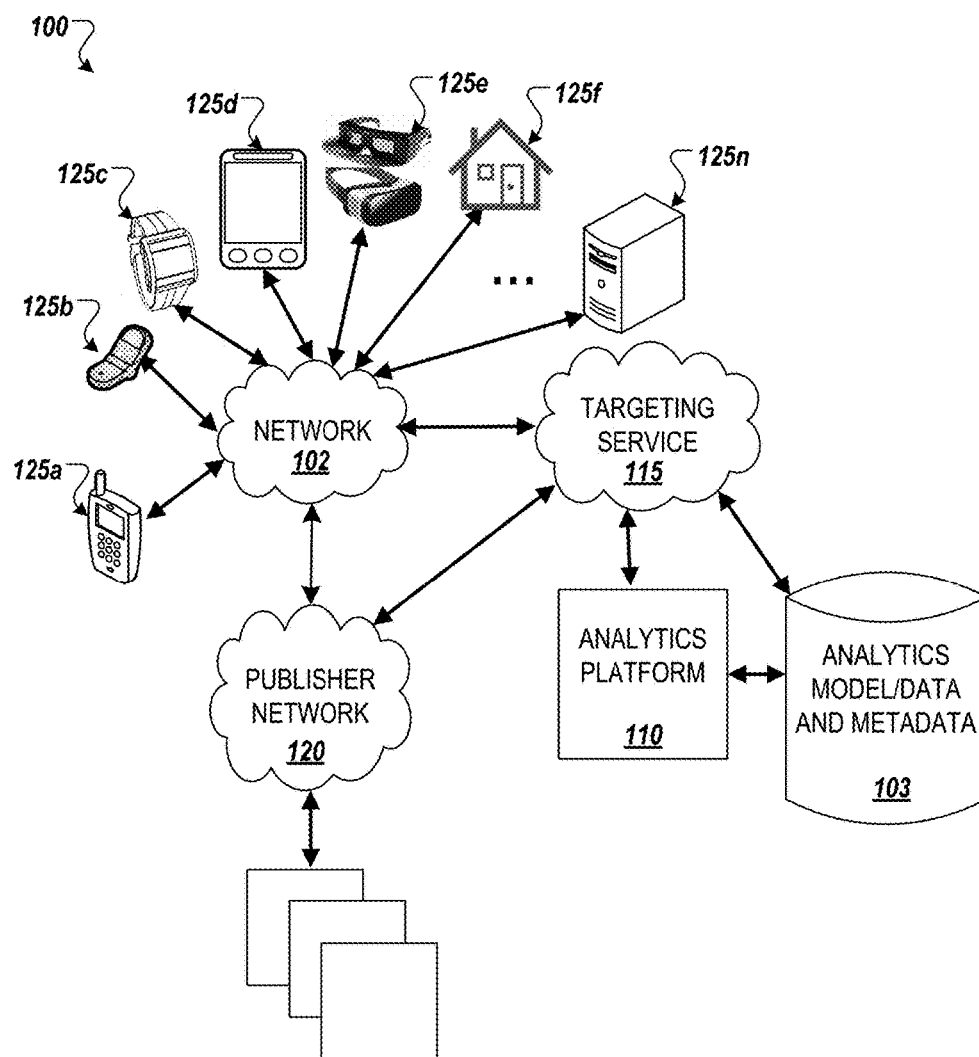 100
125d
125e
125f
125n
125c
125b
125a
NETWORK
102
TARGETING
SERVICE
115
PUBLISHER
NETWORK
120
ANALYTICS
PLATFORM
110
ANALYTICS
MODEL/DATA
AND METADATA
103
...